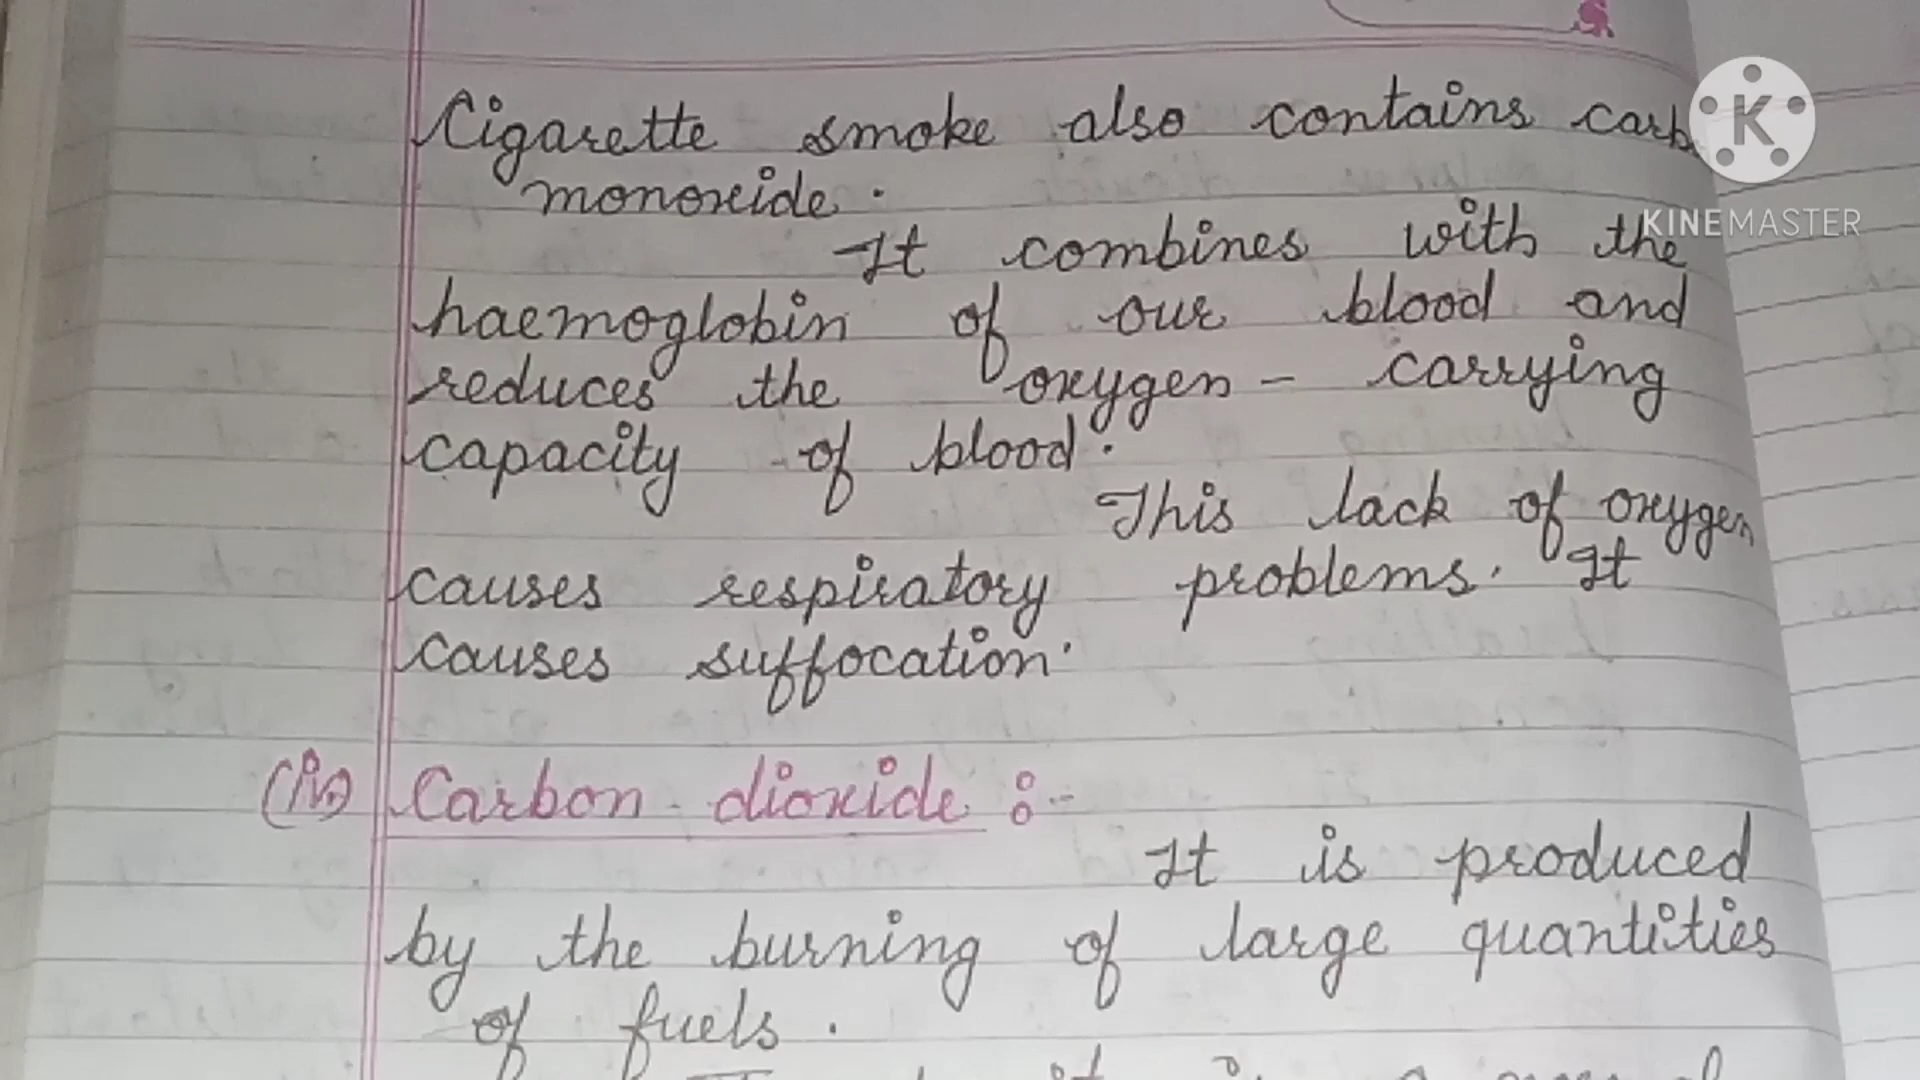 Cigarette smoke also contains carb
monoxide.
It combines with the
haemoglobin of our blood and
reduces the oxygen - carrying
capacity of blood.
This lack of oxygen
causes respiratory problems. It
causes suffocation.
(iv) Carbon dioxide :-
It is produced
by the burning of large quantities
of fuels.
K
KINEMASTER